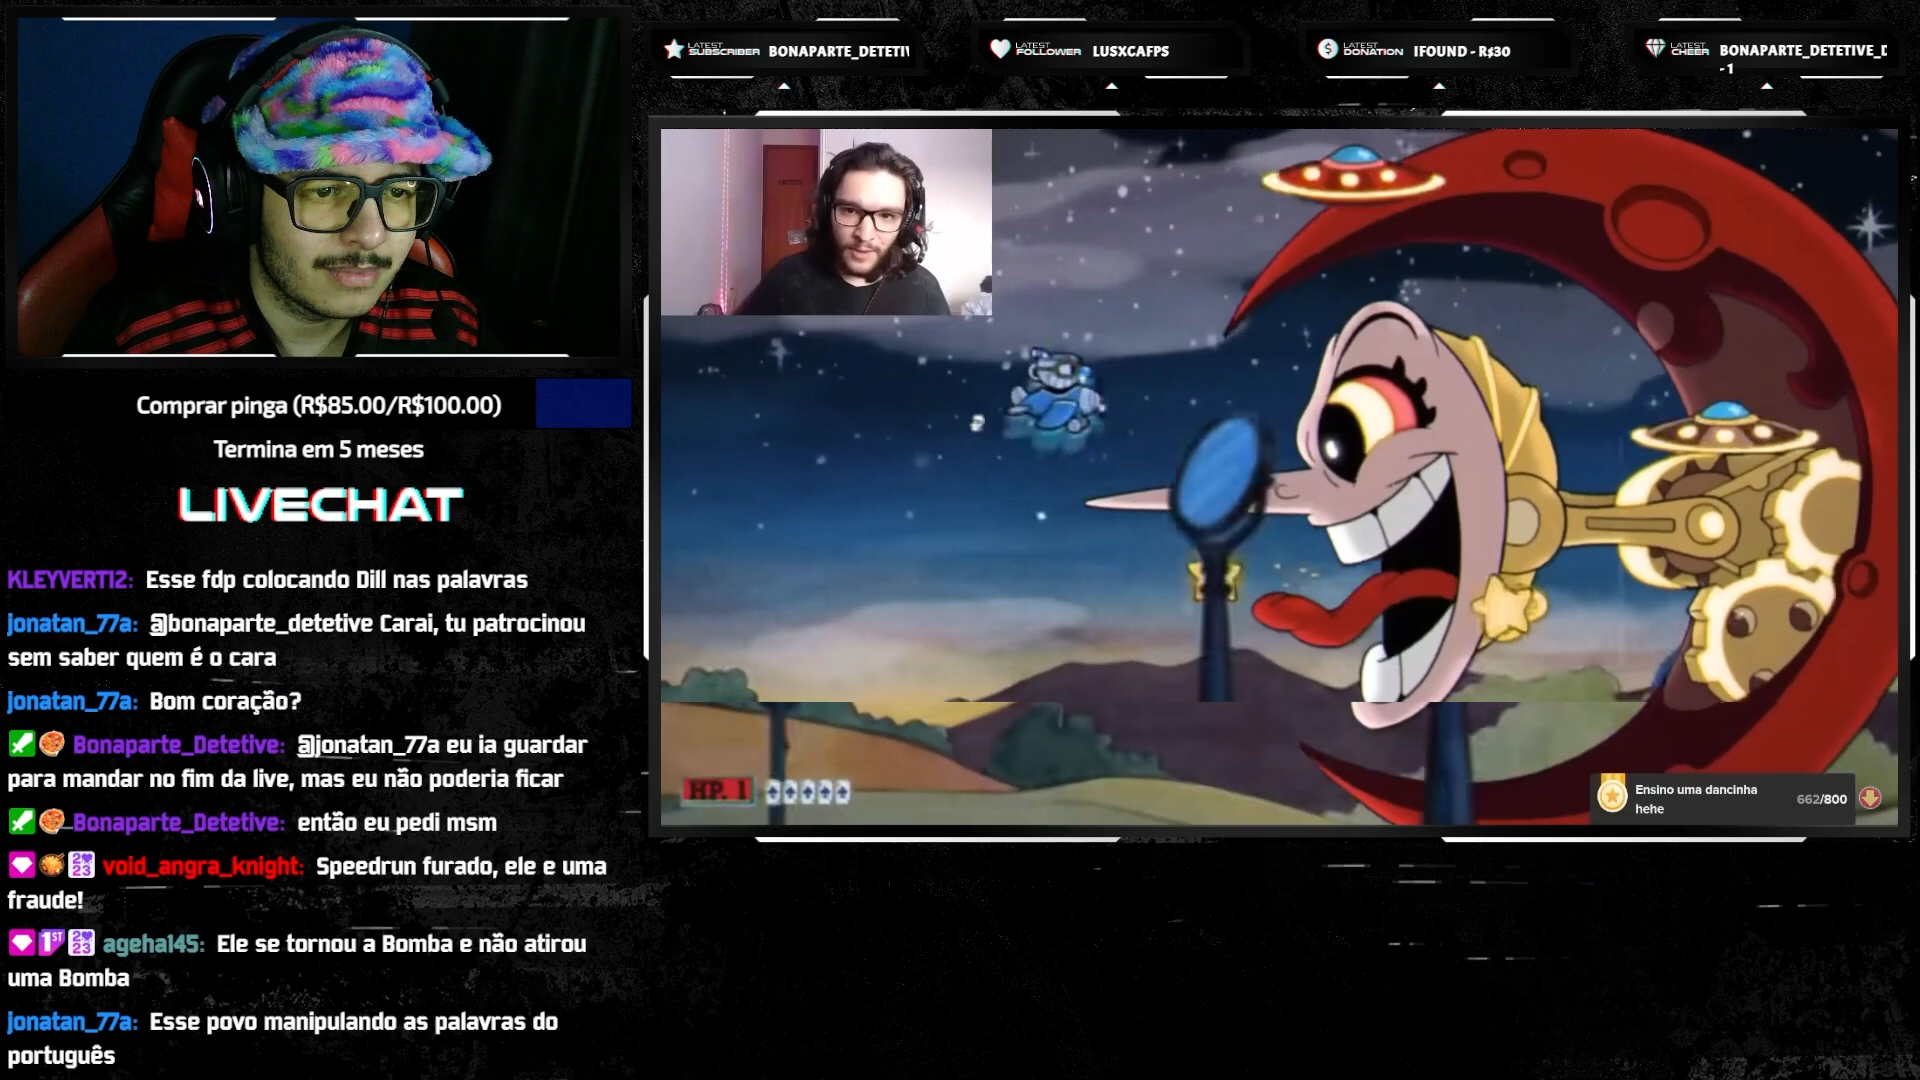 LATEST SUBSCRIBER BONAPARTE_DETETIV
LATEST FOLLOWER LUSXCAFPS
LATEST DONATION IFOUND - R$30
LATEST CHEER BONAPARTE_DETETIVE_D
- 1
Comprar pinga (R$85.00/R$100.00)
Termina em 5 meses
LIVECHAT
KLEYVERT12: Esse fdp colocando Dill nas palavras
jonatan_77a: @bonaparte_detetive Carai, tu patrocinou
sem saber quem é o cara
jonatan_77a: Bom coração?
Bonaparte_Detetive: @jonatan_77a eu ia guardar
para mandar no fim da live, mas eu não poderia ficar
Bonaparte_Detetive: então eu pedi msm
2023 void_angra_knight: Speedrun furado, ele e uma
fraude!
1ST 2023 ageha145: Ele se tornou a Bomba e não atirou
uma Bomba
jonatan_77a: Esse povo manipulando as palavras do
português
HP. 1
Ensino uma dancinha
hehe
662/800